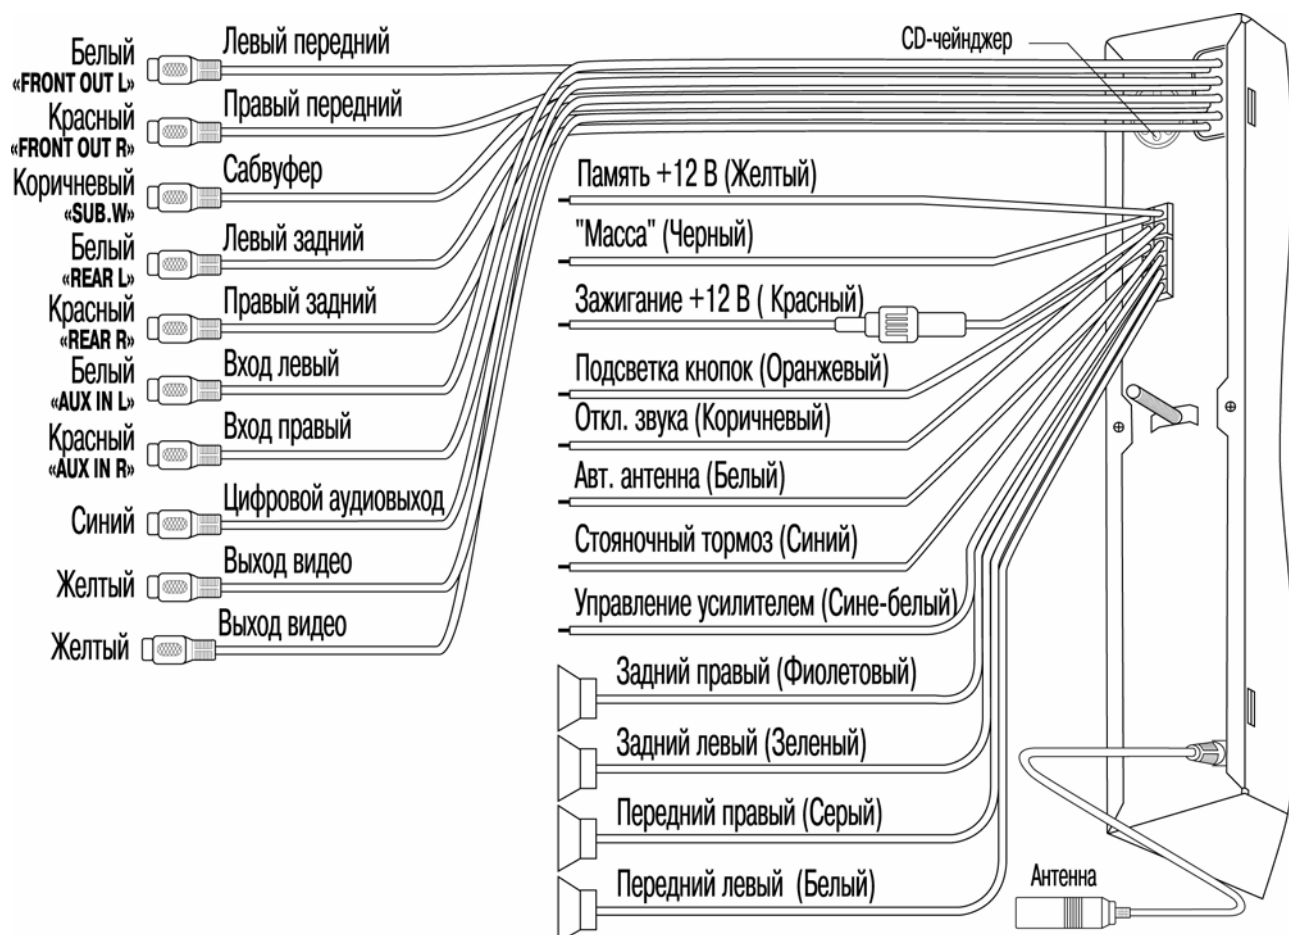 Левый передний
Белый
«FRONT OUT L»
Правый передний
Красный
«FRONT OUT R»
Сабвуфер
Коричневый
«SUB.W»
Левый задний
Белый
«REAR L»
Правый задний
Красный
«REAR R»
Вход левый
Белый
«AUX IN L»
Вход правый
Красный
«AUX IN R»
Цифровой аудиовыход
Синий
Выход видео
Желтый
Выход видео
Желтый
CD-чейнджер
Память +12 В (Желтый)
"Масса" (Черный)
Зажигание +12 В ( Красный)
Подсветка кнопок (Оранжевый)
Откл. звука (Коричневый)
Авт. антенна (Белый)
Стояночный тормоз (Синий)
Управление усилителем (Сине-белый)
Задний правый (Фиолетовый)
Задний левый (Зеленый)
Передний правый (Серый)
Передний левый (Белый)
Антенна